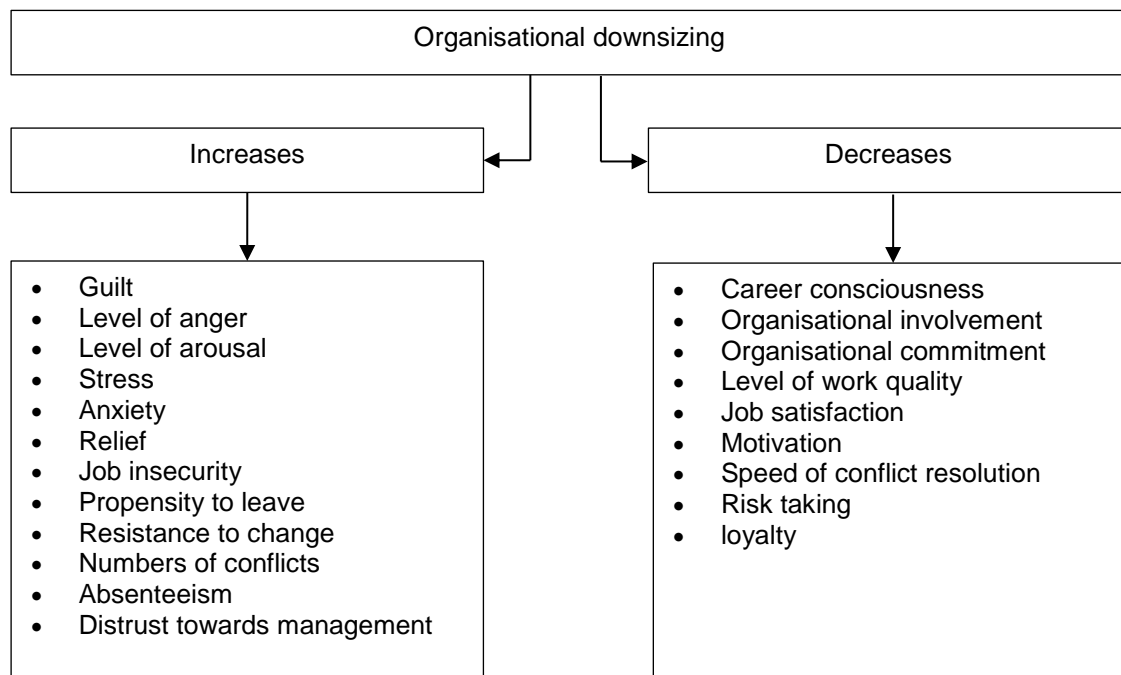 Organisational downsizing
Increases
Decreases
• Guilt
• Level of anger
• Level of arousal
• Stress
• Anxiety
• Relief
• Job insecurity
• Propensity to leave
• Resistance to change
• Numbers of conflicts
• Absenteeism
• Distrust towards management
• Career consciousness
• Organisational involvement
• Organisational commitment
• Level of work quality
• Job satisfaction
• Motivation
• Speed of conflict resolution
• Risk taking
• loyalty